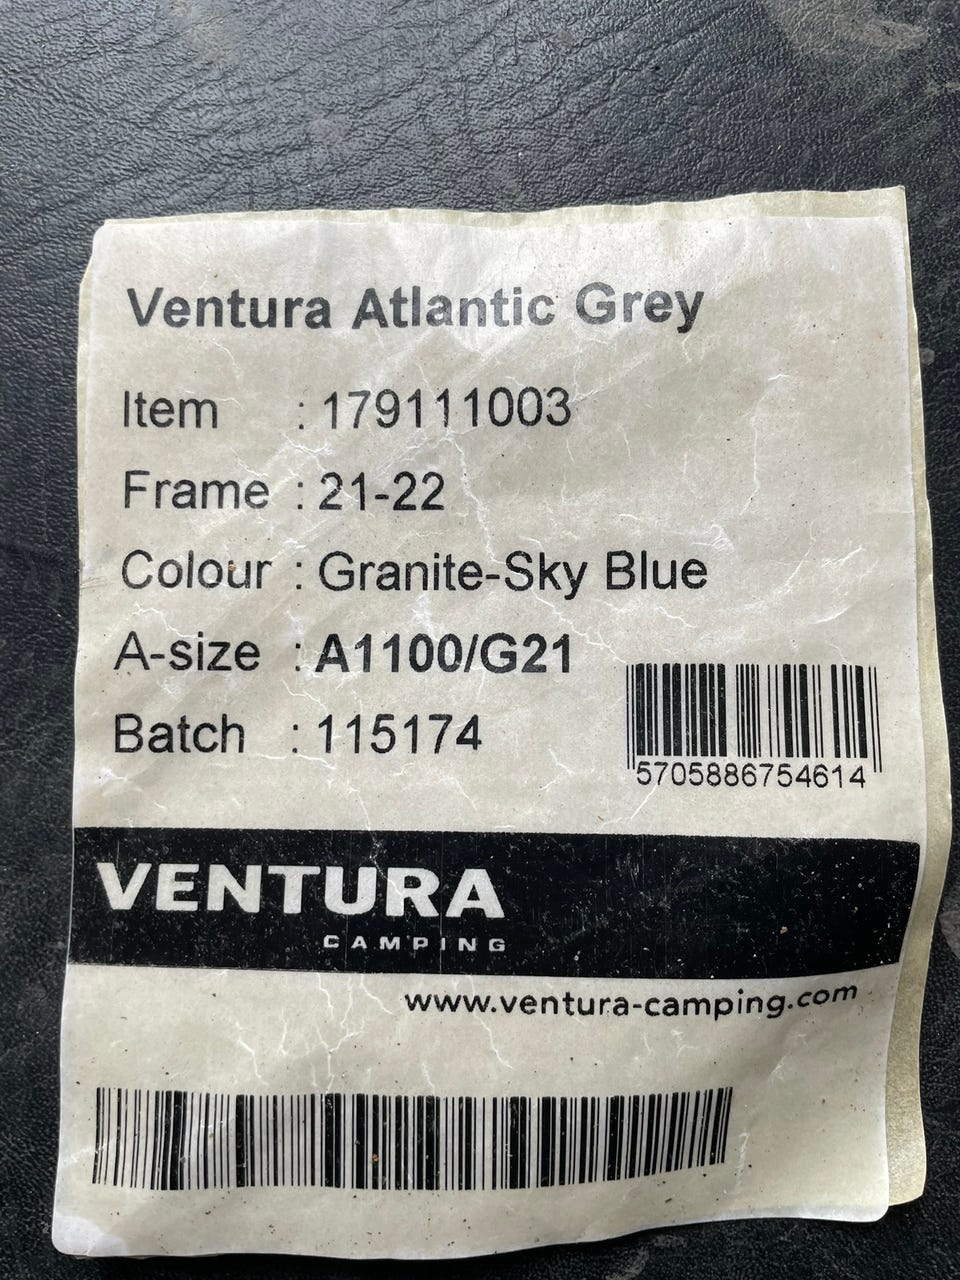 Ventura Atlantic Grey
Item : 179111003
Frame : 21-22
Colour : Granite-Sky Blue
A-size : A1100/G21
Batch : 115174
5705886754614
VENTURA
CAMPING
www.ventura-camping.com